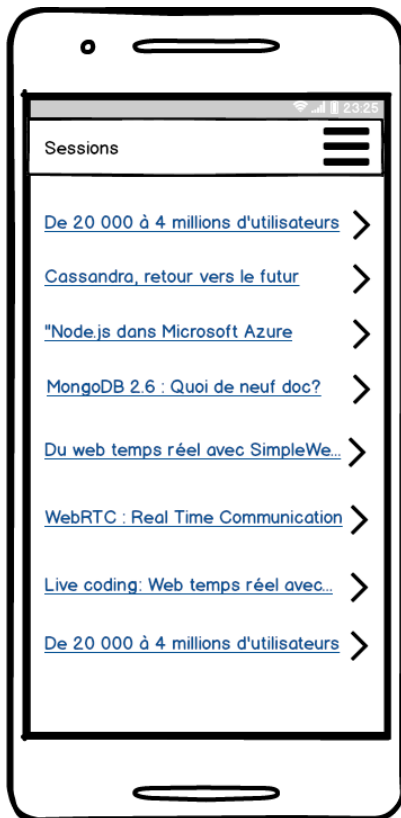 23:25
Sessions
De 20 000 à 4 millions d'utilisateurs
Cassandra, retour vers le futur
"Node.js dans Microsoft Azure
MongoDB 2.6 : Quoi de neuf doc?
Du web temps réel avec SimpleWe...
WebRTC : Real Time Communication
Live coding: Web temps réel avec...
De 20 000 à 4 millions d'utilisateurs